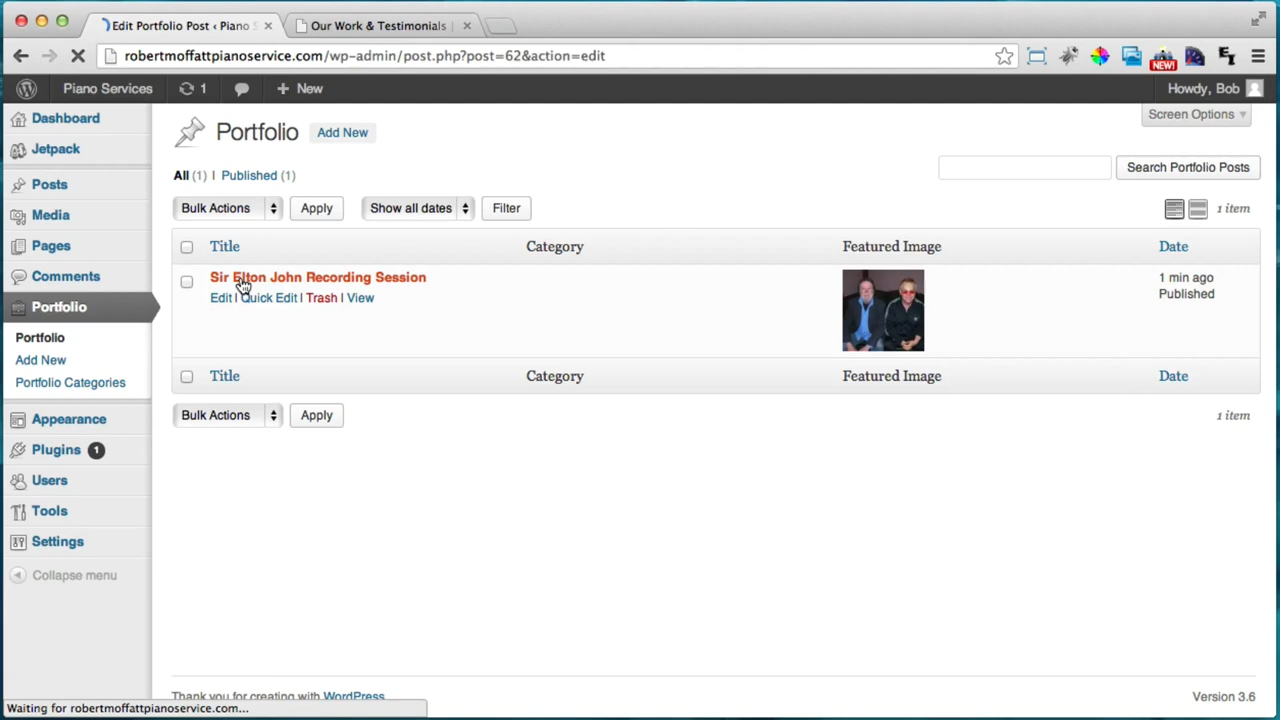 Edit Portfolio Post ‹ Piano S
Our Work & Testimonials |
robertmoffattpianoservice.com/wp-admin/post.php?post=62&action=edit
NEW!
Piano Services 1 + New Howdy, Bob
Screen Options
Dashboard
Jetpack
Posts
Media
Pages
Comments
Portfolio
Portfolio
Add New
Portfolio Categories
Appearance
Plugins 1
Users
Tools
Settings
Collapse menu
Portfolio Add New
All (1) | Published (1)
Search Portfolio Posts
Bulk Actions Apply Show all dates Filter 1 item
Title Category Featured Image Date
Sir Elton John Recording Session 1 min ago
Edit | Quick Edit | Trash | View Published
Title Category Featured Image Date
Bulk Actions Apply 1 item
Thank you for creating with WordPress Version 3.6
Waiting for robertmoffattpianoservice.com...